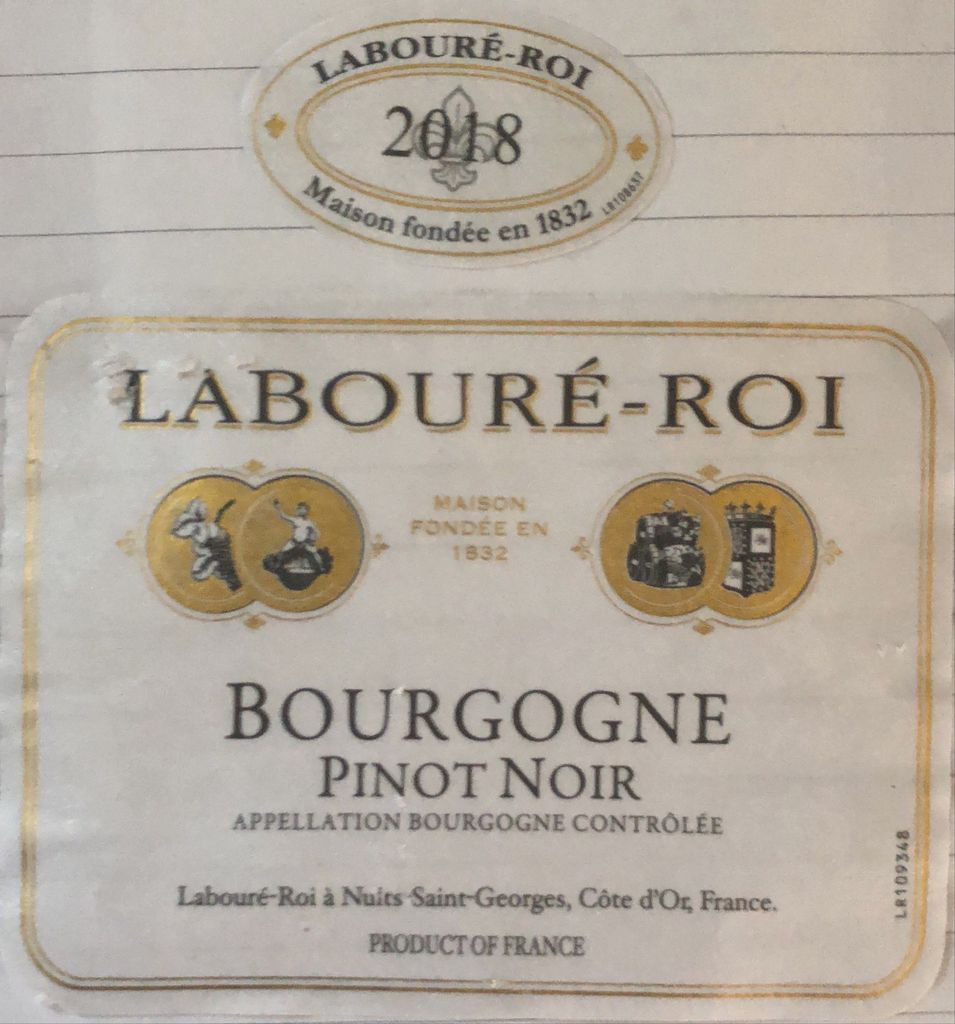 LABOURÉ-ROI
2018
Maison fondée en 1832
LR108657
LABOURÉ-ROI
MAISON
FONDÉE EN
1832
BOURGOGNE
PINOT NOIR
APPELLATION BOURGOGNE CONTRÔLÉE
Labouré-Roi à Nuits-Saint-Georges, Côte d'Or, France.
PRODUCT OF FRANCE
LR109348